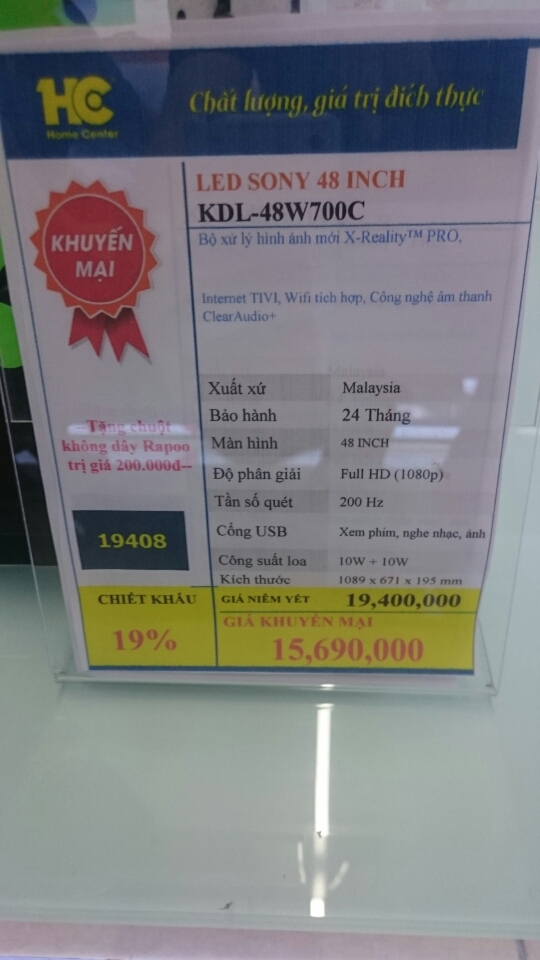 HC
Home Center
Chất lượng, giá trị đích thực
KHUYẾN
MẠI
LED SONY 48 INCH
KDL-48W700C
Bộ xử lý hình ảnh mới X-Reality™ PRO,
Internet TIVI, Wifi tích hợp, Công nghệ âm thanh
ClearAudio+
Malaysia
Xuất xứ Malaysia
Bảo hành 24 Tháng
Màn hình 48 INCH
Độ phân giải Full HD (1080p)
Tần số quét 200 Hz
Cổng USB Xem phim, nghe nhạc, ảnh
Công suất loa 10W + 10W
Kích thước 1089 x 671 x 195 mm
--Tặng chuột
không dây Rapoo
trị giá 200.000đ--
19408
CHIẾT KHẤU
19%
GIÁ NIÊM YẾT 19,400,000
GIÁ KHUYẾN MẠI
15,690,000